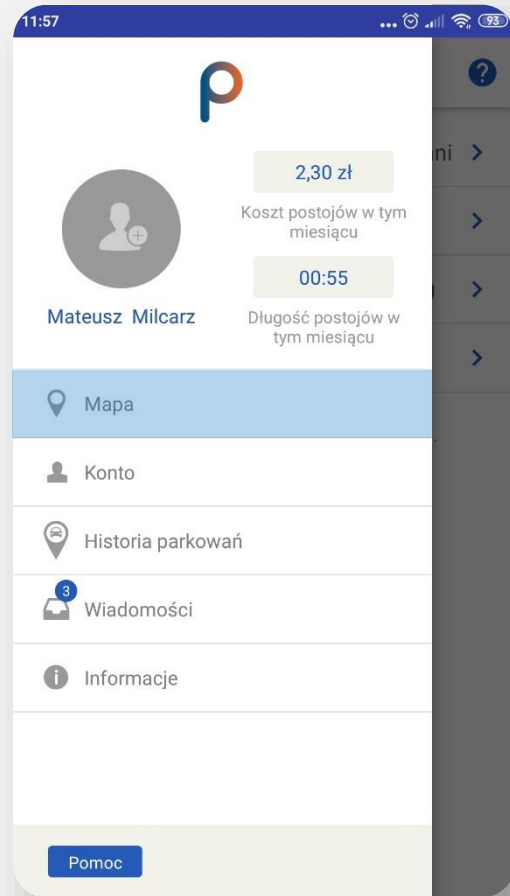 11:57
93
2,30 zł
Koszt postojów w tym
miesiącu
00:55
Długość postojów w
tym miesiącu
Mateusz Milcarz
Mapa
Konto
Historia parkowań
3
Wiadomości
Informacje
Pomoc